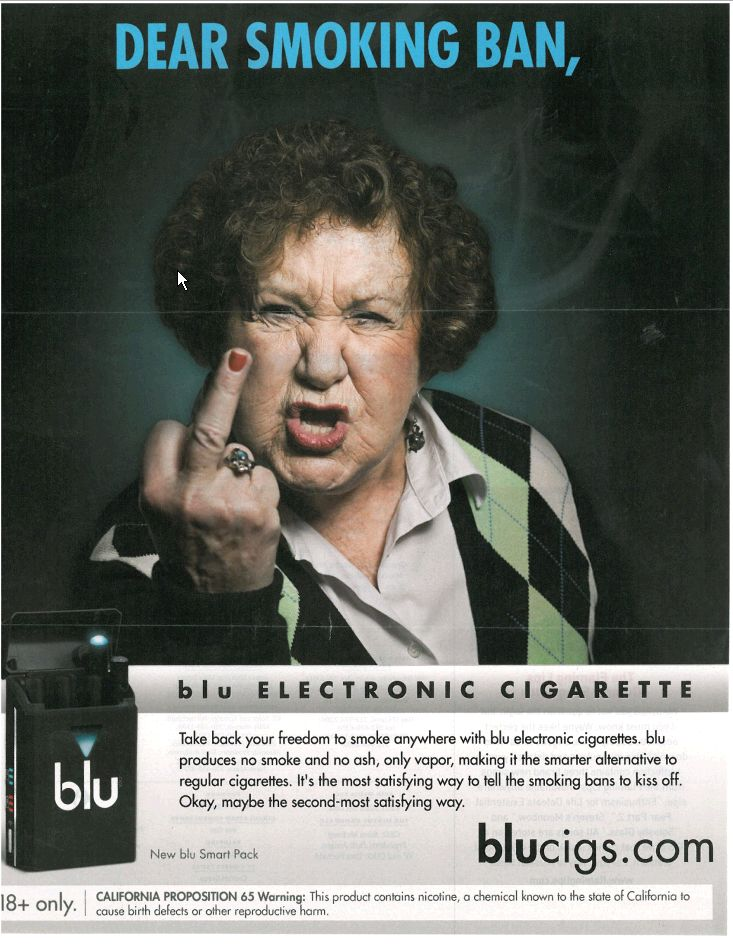 DEAR SMOKING BAN,
blu ELECTRONIC CIGARETTE
Take back your freedom to smoke anywhere with blu electronic cigarettes. blu
produces no smoke and no ash, only vapor, making it the smarter alternative to
regular cigarettes. It's the most satisfying way to tell the smoking bans to kiss off.
Okay, maybe the second-most satisfying way.
blu
New blu Smart Pack
blucigs.com
18+ only.
CALIFORNIA PROPOSITION 65 Warning: This product contains nicotine, a chemical known to the state of California to
cause birth defects or other reproductive harm.